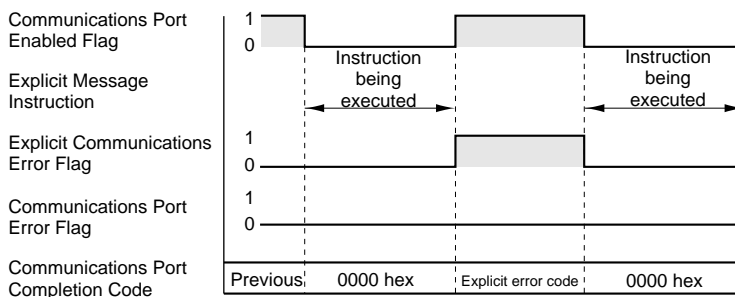 Communications Port
Enabled Flag
1
0
Instruction
being
executed
Instruction
being
executed
Explicit Message
Instruction
Explicit Communications
Error Flag
1
0
Communications Port
Error Flag
1
0
Communications Port
Completion Code
Previous
0000 hex
Explicit error code
0000 hex